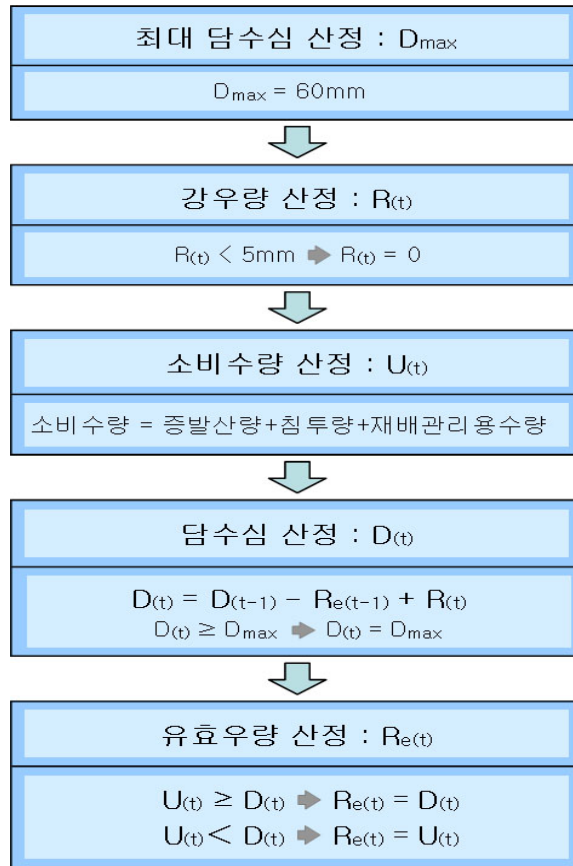 최대 담수심 산정 : Dmax
Dmax = 60mm
강우량 산정 : R(t)
R(t) < 5mm ➡ R(t) = 0
소비수량 산정 : U(t)
소비수량 = 증발산량+침투량+재배관리용수량
담수심 산정 : D(t)
D(t) = D(t-1) − Re(t-1) + R(t)
D(t) ≥ Dmax ➡ D(t) = Dmax
유효우량 산정 : Re(t)
U(t) ≥ D(t) ➡ Re(t) = D(t)
U(t) < D(t) ➡ Re(t) = U(t)